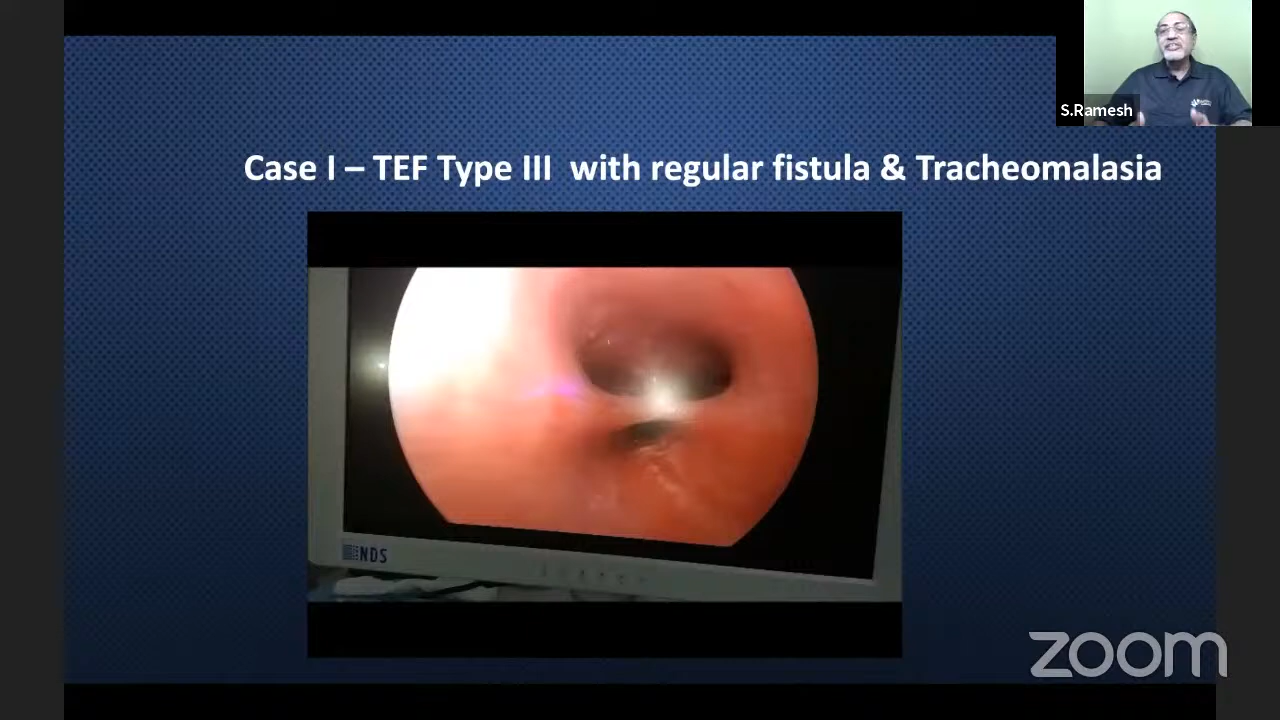 S.Ramesh
Case I – TEF Type III with regular fistula & Tracheomalasia
NDS
zoom